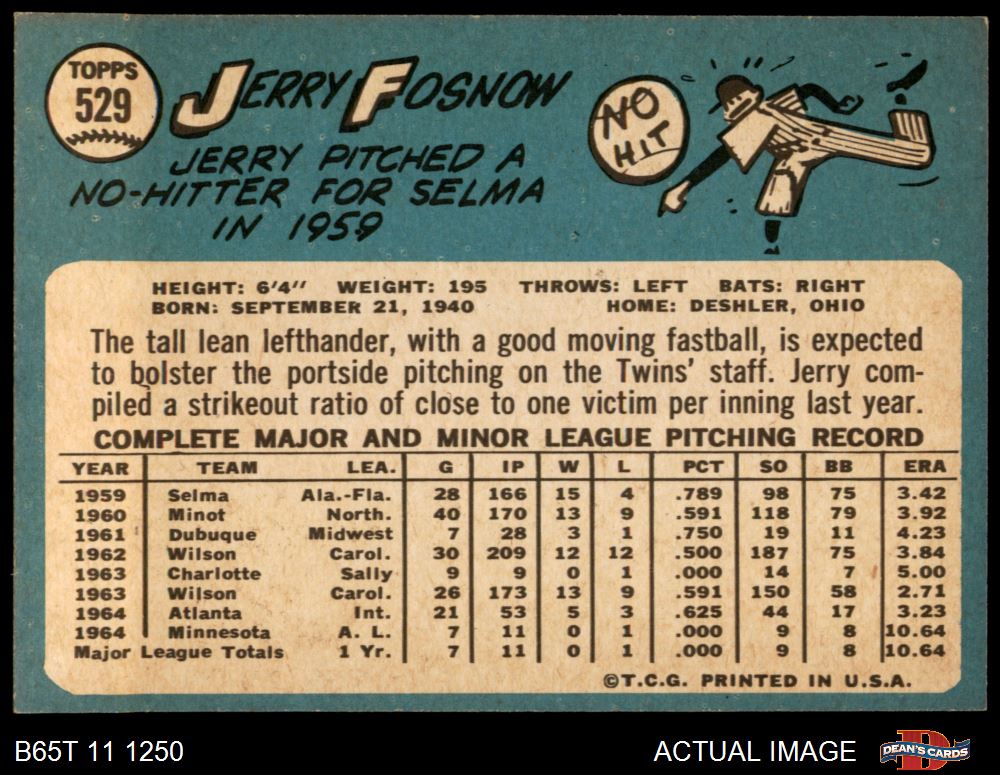 TOPPS
529
JERRY FOSNOW
JERRY PITCHED A
NO-HITTER FOR SELMA
IN 1959
NO
HIT
HEIGHT: 6'4" WEIGHT: 195 THROWS: LEFT BATS: RIGHT
BORN: SEPTEMBER 21, 1940 HOME: DESHLER, OHIO
The tall lean lefthander, with a good moving fastball, is expected
to bolster the portside pitching on the Twins' staff. Jerry com-
piled a strikeout ratio of close to one victim per inning last year.
COMPLETE MAJOR AND MINOR LEAGUE PITCHING RECORD
YEAR TEAM LEA. G IP W L PCT SO BB ERA
1959 Selma Ala.-Fla. 28 166 15 4 .789 98 75 3.42
1960 Minot North. 40 170 13 9 .591 118 79 3.92
1961 Dubuque Midwest 7 28 3 1 .750 19 11 4.23
1962 Wilson Carol. 30 209 12 12 .500 187 75 3.84
1963 Charlotte Sally 9 9 0 1 .000 14 7 5.00
1963 Wilson Carol. 26 173 13 9 .591 150 58 2.71
1964 Atlanta Int. 21 53 5 3 .625 44 17 3.23
1964 Minnesota A. L. 7 11 0 1 .000 9 8 10.64
Major League Totals 1 Yr. 7 11 0 1 .000 9 8 10.64
©T.C.G. PRINTED IN U.S.A.
B65T 11 1250 ACTUAL IMAGE DEAN'S CARDS